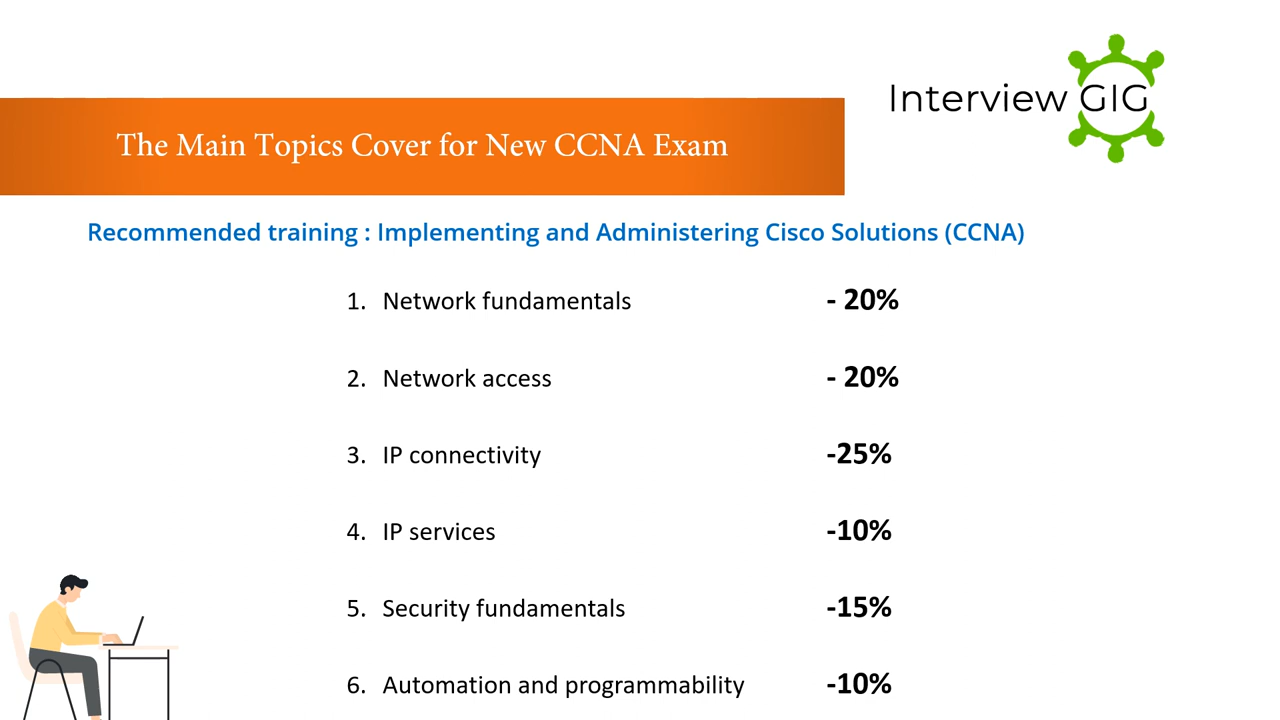 Interview GIG
The Main Topics Cover for New CCNA Exam
Recommended training : Implementing and Administering Cisco Solutions (CCNA)
1. Network fundamentals - 20%
2. Network access - 20%
3. IP connectivity -25%
4. IP services -10%
5. Security fundamentals -15%
6. Automation and programmability -10%